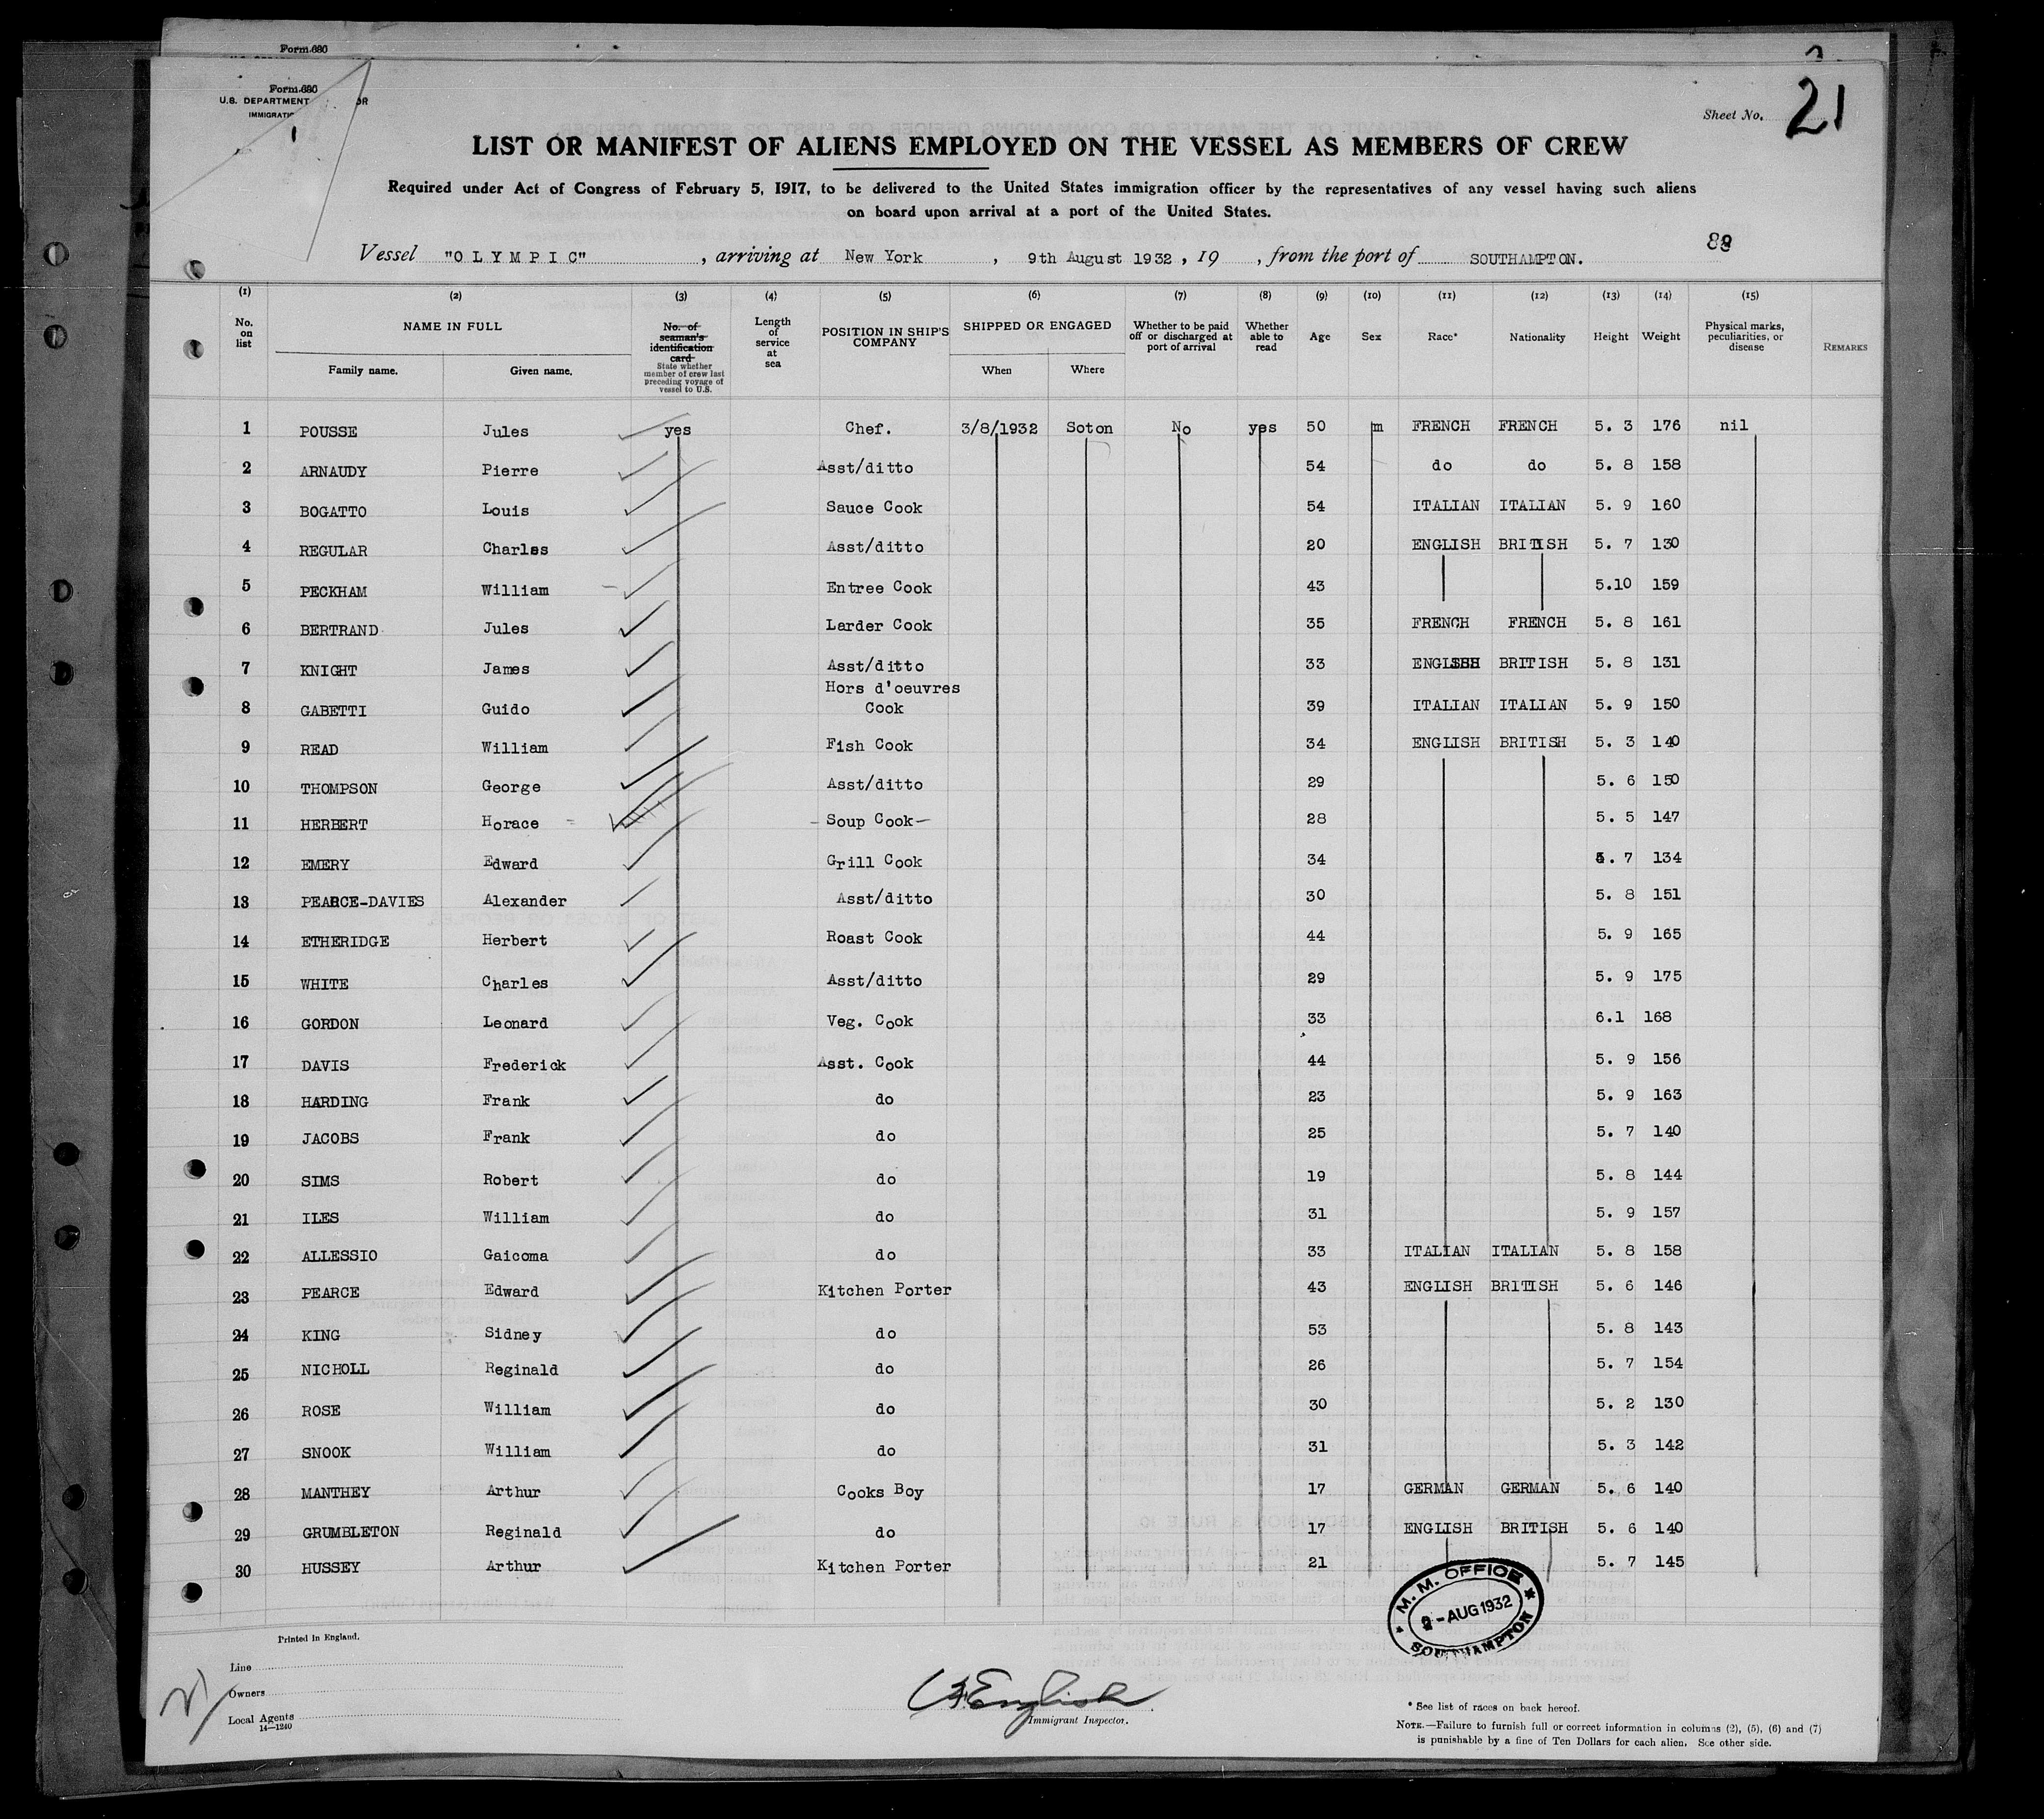 Form 680
Form 680
U.S. DEPARTMENT OR
IMMIGRATIO
Sheet No. 21
LIST OR MANIFEST OF ALIENS EMPLOYED ON THE VESSEL AS MEMBERS OF CREW
Required under Act of Congress of February 5, 1917, to be delivered to the United States immigration officer by the representatives of any vessel having such aliens
on board upon arrival at a port of the United States.
Vessel "OLYMPIC", arriving at New York, 9th August 1932, 19 , from the port of SOUTHAMPTON.
(1) (2) (3) (4) (5) (6) (7) (8) (9) (10) (11) (12) (13) (14) (15)
No. on list
NAME IN FULL
Family name. Given name.
No. of seaman's identification card
State whether member of crew last preceding voyage of vessel to U.S.
Length of service at sea
POSITION IN SHIP'S COMPANY
SHIPPED OR ENGAGED
When Where
Whether to be paid off or discharged at port of arrival
Whether able to read
Age Sex Race* Nationality Height Weight
Physical marks, peculiarities, or disease
REMARKS
1 POUSSE Jules yes Chef. 3/8/1932 Soton No yes 50 m FRENCH FRENCH 5. 3 176 nil
2 ARNAUDY Pierre Asst/ditto 54 do do 5. 8 158
3 BOGATTO Louis Sauce Cook 54 ITALIAN ITALIAN 5. 9 160
4 REGULAR Charles Asst/ditto 20 ENGLISH BRITISH 5. 7 130
5 PECKHAM William Entree Cook 43 5.10 159
6 BERTRAND Jules Larder Cook 35 FRENCH FRENCH 5. 8 161
7 KNIGHT James Asst/ditto 33 ENGLISH BRITISH 5. 8 131
8 GABETTI Guido Hors d'oeuvres Cook 39 ITALIAN ITALIAN 5. 9 150
9 READ William Fish Cook 34 ENGLISH BRITISH 5. 3 140
10 THOMPSON George Asst/ditto 29 5. 6 150
11 HERBERT Horace - Soup Cook - 28 5. 5 147
12 EMERY Edward Grill Cook 34 5. 7 134
13 PEARCE-DAVIES Alexander Asst/ditto 30 5. 8 151
14 ETHERIDGE Herbert Roast Cook 44 5. 9 165
15 WHITE Charles Asst/ditto 29 5. 9 175
16 GORDON Leonard Veg. Cook 33 6.1 168
17 DAVIS Frederick Asst. Cook 44 5. 9 156
18 HARDING Frank do 23 5. 9 163
19 JACOBS Frank do 25 5. 7 140
20 SIMS Robert do 19 5. 8 144
21 ILES William do 31 5. 9 157
22 ALLESSIO Gaicoma do 33 ITALIAN ITALIAN 5. 8 158
23 PEARCE Edward Kitchen Porter 43 ENGLISH BRITISH 5. 6 146
24 KING Sidney do 53 5. 8 143
25 NICHOLL Reginald do 26 5. 7 154
26 ROSE William do 30 5. 2 130
27 SNOOK William do 31 5. 3 142
28 MANTHEY Arthur Cooks Boy 17 GERMAN GERMAN 5. 6 140
29 GRUMBLETON Reginald do 17 ENGLISH BRITISH 5. 6 140
30 HUSSEY Arthur Kitchen Porter 21 5. 7 145
M. M. OFFICE
-AUG 1932
SOUTHAMPTON
Printed in England.
Line
Owners
Local Agents
14—1240
English
Immigrant Inspector.
* See list of races on back hereof.
NOTE.—Failure to furnish full or correct information in columns (2), (5), (6) and (7)
is punishable by a fine of Ten Dollars for each alien. See other side.